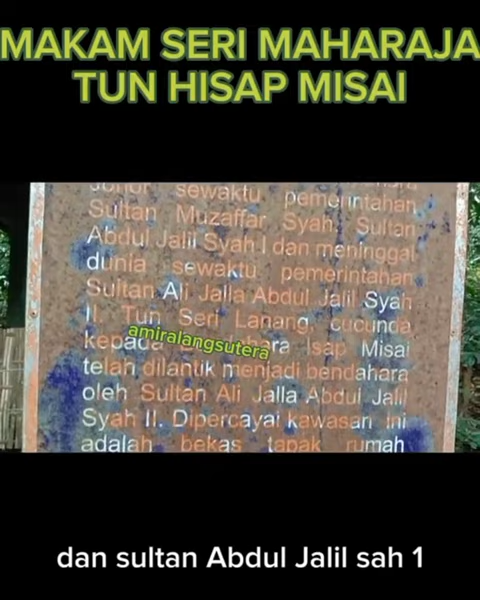 MAKAM SERI MAHARAJA
TUN HISAP MISAI
Johor sewaktu pemerintahan
Sultan Muzaffar Syah, Sultan
Abdul Jalil Syah I dan meninggal
dunia sewaktu pemerintahan
Sultan Ali Jalla Abdul Jalil Syah
II. Tun Seri Lanang, cucunda
amiralangsutera
kepada Isap Misai
telah dilantik menjadi bendahara
oleh Sultan Ali Jalla Abdul Jalil
Syah II. Dipercayai kawasan ini
adalah bekas tapak rumah
dan sultan Abdul Jalil sah 1